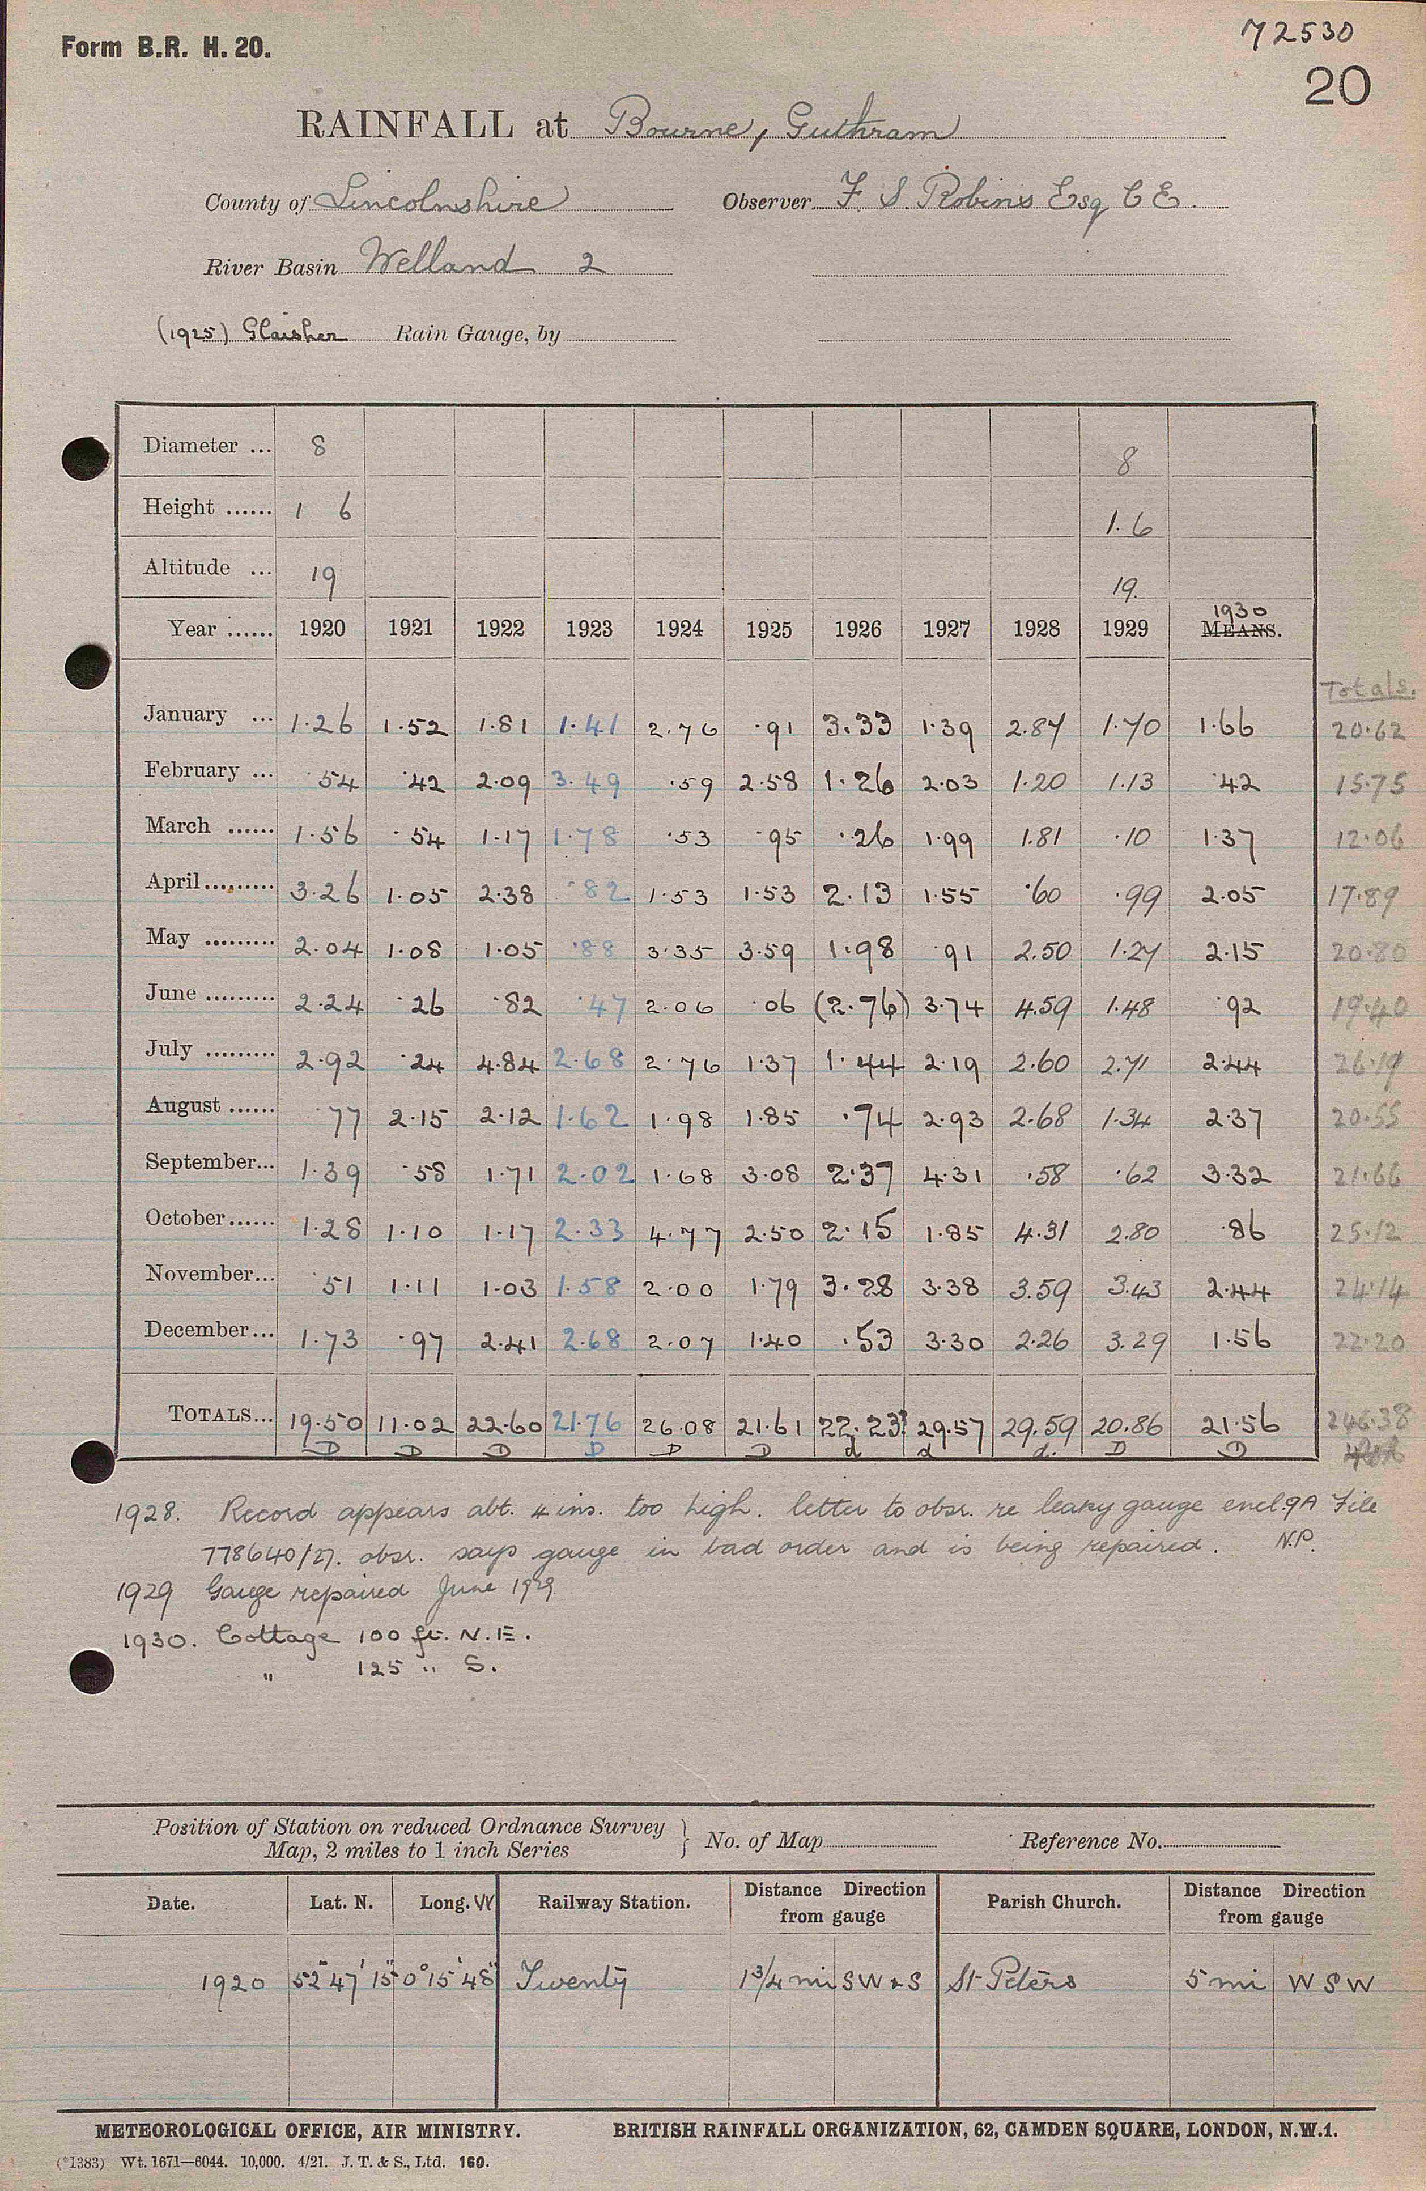 72530
Form B.R. H. 20.
20
RAINFALL at Bourne, Guthram
County of Lincolnshire Observer F. S. Robins Esq C E.
River Basin Welland 2
(1925) Glaisher Rain Gauge, by
Diameter ... 8 8
Height ...... 1 6 1.6
Altitude ... 19 19.
1930
Year ...... 1920 1921 1922 1923 1924 1925 1926 1927 1928 1929 MEANS.
Totals.
January ... 1.26 1.52 1.81 1.41 2.76 .91 3.33 1.39 2.87 1.70 1.66 20.62
February ... .54 .42 2.09 3.49 .59 2.58 1.26 2.03 1.20 1.13 .42 15.75
March ...... 1.56 .54 1.17 1.78 .53 .95 .26 1.99 1.81 .10 1.37 12.06
April.......... 3.26 1.05 2.38 .82 1.53 1.53 2.13 1.55 .60 .99 2.05 17.89
May .......... 2.04 1.08 1.05 .88 3.35 3.59 1.98 .91 2.50 1.27 2.15 20.80
June .......... 2.24 .26 .82 .47 2.06 .06 (2.76) 3.74 4.59 1.48 .92 19.40
July .......... 2.92 .24 4.84 2.68 2.76 1.37 1.44 2.19 2.60 2.71 2.44 26.19
August ...... .77 2.15 2.12 1.62 1.98 1.85 .74 2.93 2.68 1.34 2.37 20.55
September... 1.39 .58 1.71 2.02 1.68 3.08 2.37 4.31 .58 .62 3.32 21.66
October...... 1.28 1.10 1.17 2.33 4.77 2.50 2.15 1.85 4.31 2.80 .86 25.12
November... .51 1.11 1.03 1.58 2.00 1.79 3.28 3.38 3.59 3.43 2.44 24.14
December... 1.73 .97 2.41 2.68 2.07 1.40 .53 3.30 2.26 3.29 1.56 22.20
TOTALS... 19.50 11.02 22.60 21.76 26.08 21.61 22.23? 29.57 29.59 20.86 21.56 246.38
D D D D D D d d d. D D
1928. Record appears abt. 4 ins. too high. letter to obsr. re leaky gauge encl. 9A File
778640/27. obsr. says gauge in bad order and is being repaired. N.P.
1929 Gauge repaired June 1929
1930. Cottage 100 ft. N.E.
" 125 " S.
Position of Station on reduced Ordnance Survey
Map, 2 miles to 1 inch Series } No. of Map Reference No.
Date. Lat. N. Long. W Railway Station. Distance Direction from gauge Parish Church. Distance Direction from gauge
1920 52°47'15" 0°15'48" Twenty 1¾ mi SW & S St Peters 5 mi W S W
METEOROLOGICAL OFFICE, AIR MINISTRY. BRITISH RAINFALL ORGANIZATION, 62, CAMDEN SQUARE, LONDON, N.W.1.
(*1383) Wt. 1671—6044. 10,000. 4/21. J. T. & S., Ltd. 160.